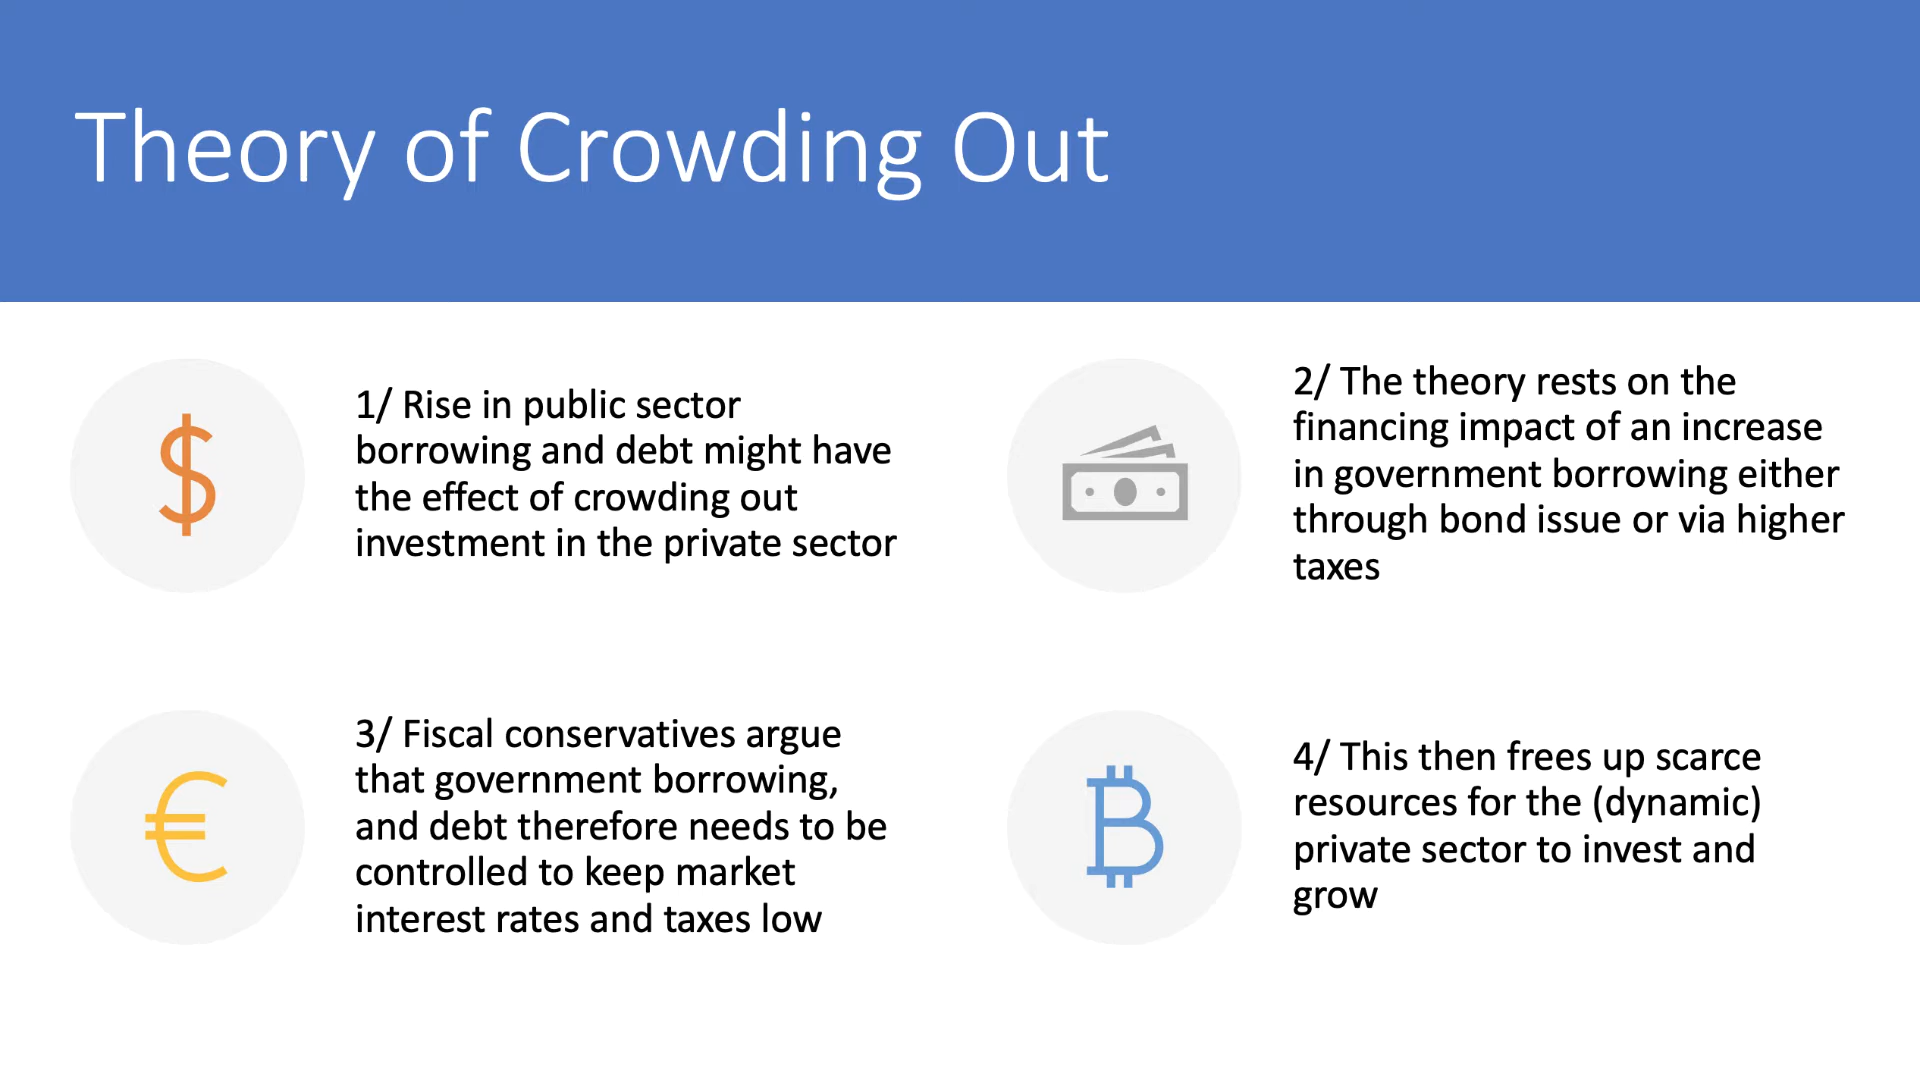 Theory of Crowding Out
1/ Rise in public sector
borrowing and debt might have
the effect of crowding out
investment in the private sector
2/ The theory rests on the
financing impact of an increase
in government borrowing either
through bond issue or via higher
taxes
3/ Fiscal conservatives argue
that government borrowing,
and debt therefore needs to be
controlled to keep market
interest rates and taxes low
4/ This then frees up scarce
resources for the (dynamic)
private sector to invest and
grow